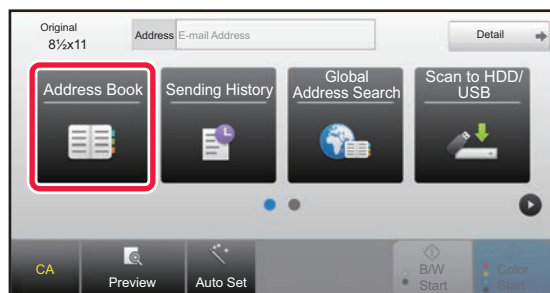 Original
8½x11
Address E-mail Address
Detail
Address Book
Sending History
Global
Address Search
Scan to HDD/
USB
CA
Preview
Auto Set
B/W
Start
Color
Start